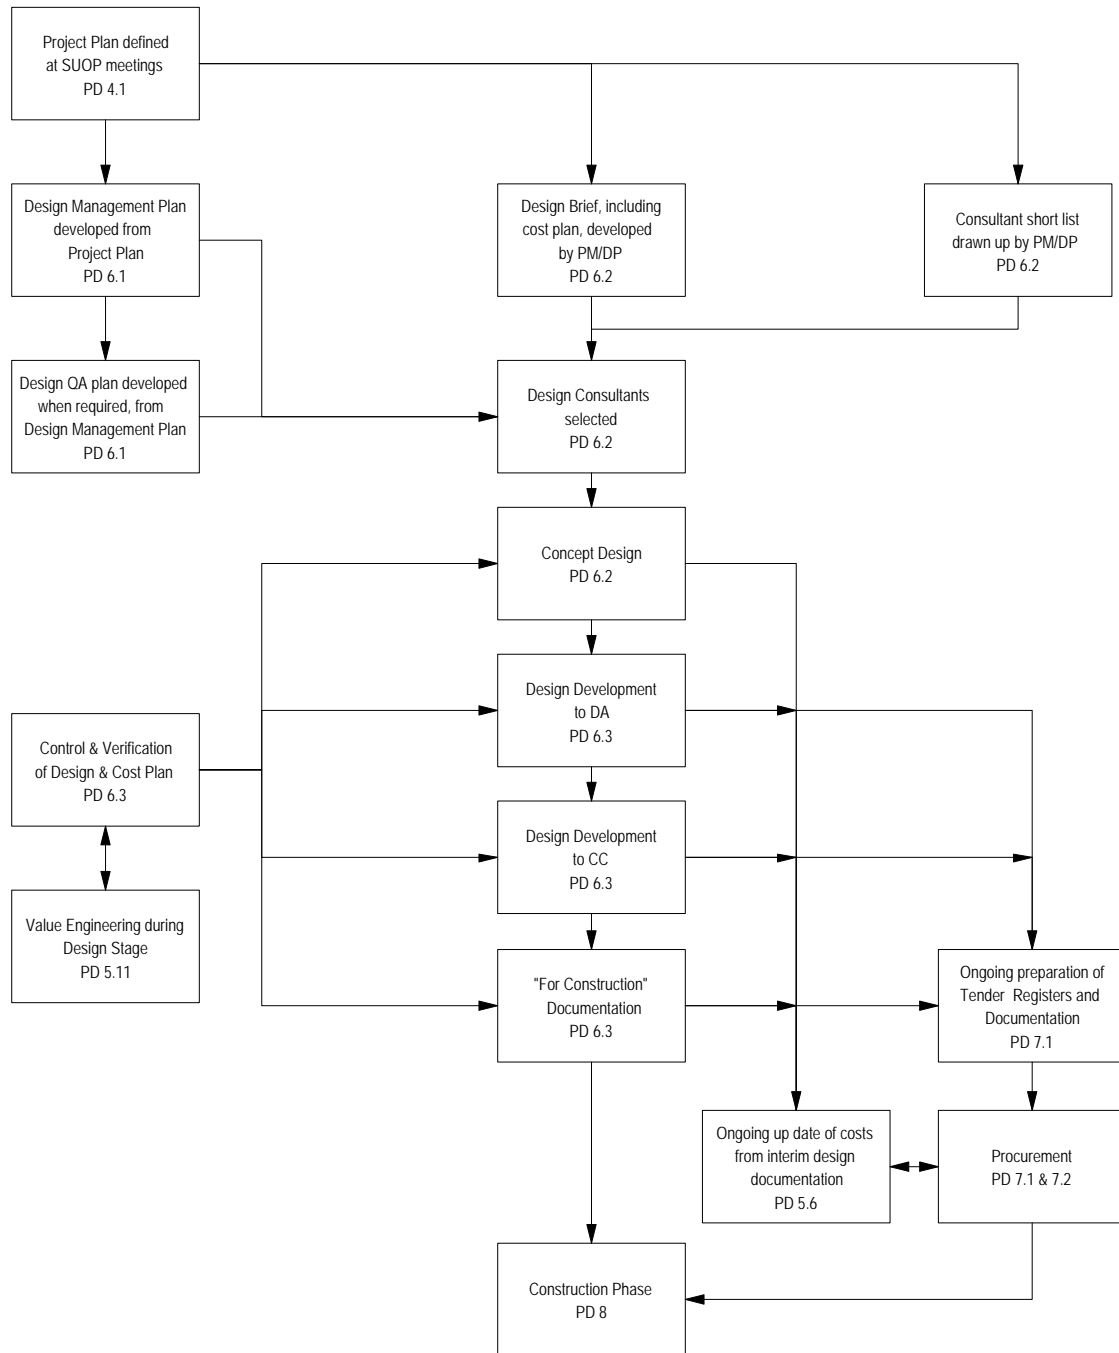 Project Plan defined
at SUOP meetings
PD 4.1
Design Management Plan
developed from
Project Plan
PD 6.1
Design Brief, including
cost plan, developed
by PM/DP
PD 6.2
Consultant short list
drawn up by PM/DP
PD 6.2
Design QA plan developed
when required, from
Design Management Plan
PD 6.1
Design Consultants
selected
PD 6.2
Concept Design
PD 6.2
Design Development
to DA
PD 6.3
Control & Verification
of Design & Cost Plan
PD 6.3
Design Development
to CC
PD 6.3
Value Engineering during
Design Stage
PD 5.11
"For Construction"
Documentation
PD 6.3
Ongoing preparation of
Tender Registers and
Documentation
PD 7.1
Ongoing up date of costs
from interim design
documentation
PD 5.6
Procurement
PD 7.1 & 7.2
Construction Phase
PD 8